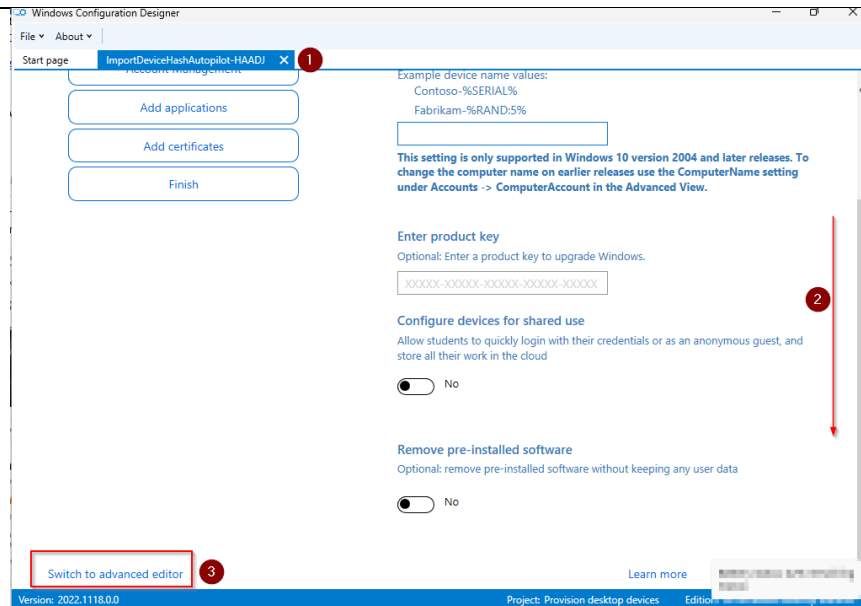 Windows Configuration Designer
File About
Start page ImportDeviceHashAutopilot-HAADJ 1
Account Management
Add applications
Add certificates
Finish
Example device name values:
Contoso-%SERIAL%
Fabrikam-%RAND:5%
This setting is only supported in Windows 10 version 2004 and later releases. To
change the computer name on earlier releases use the ComputerName setting
under Accounts -> ComputerAccount in the Advanced View.
Enter product key
Optional: Enter a product key to upgrade Windows.
XXXXX-XXXXX-XXXXX-XXXXX-XXXXX
2
Configure devices for shared use
Allow students to quickly login with their credentials or as an anonymous guest, and
store all their work in the cloud
No
Remove pre-installed software
Optional: remove pre-installed software without keeping any user data
No
Switch to advanced editor 3
Learn more
Version: 2022.1118.0.0 Project: Provision desktop devices